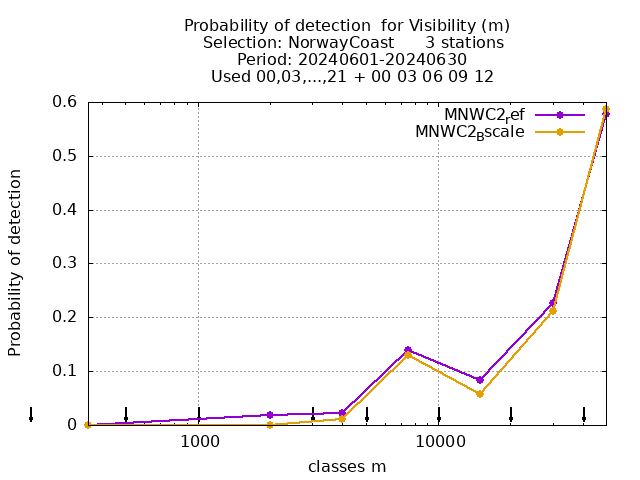 Probability of detection  for Visibility (m)
Selection: NorwayCoast      3 stations
Period: 20240601-20240630
Used 00,03,...,21 + 00 03 06 09 12
MNWC2ref
MNWC2Bscale
Probability of detection
0.6
0.5
0.4
0.3
0.2
0.1
0
1000 10000
classes m